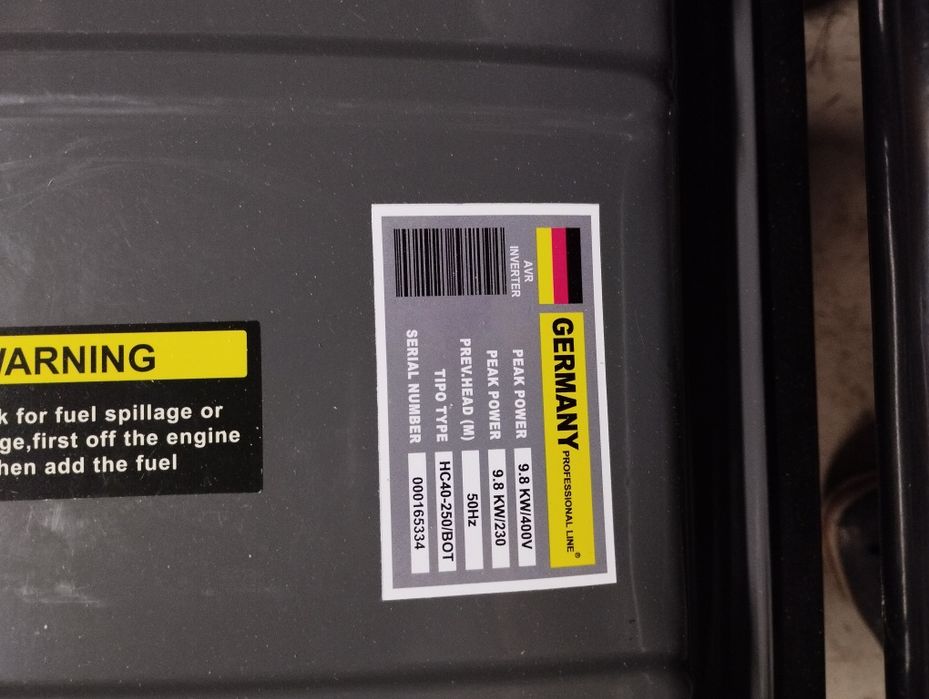 WARNING
k for fuel spillage or
ge,first off the engine
hen add the fuel
GERMANY PROFESSIONAL LINE ®
AVR
INVERTER
PEAK POWER 9.8 KW/400V
PEAK POWER 9.8 KW/230
PREV.HEAD (M) 50Hz
TIPO TYPE HC40-250/BOT
SERIAL NUMBER 000165334